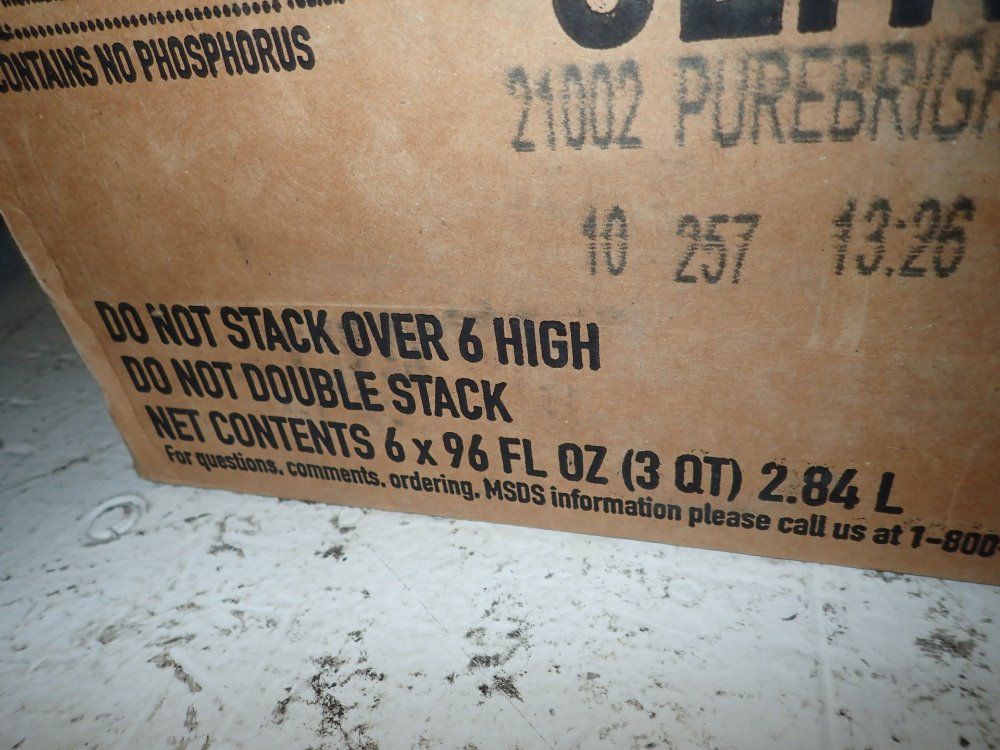 CONTAINS NO PHOSPHORUS
21002 PUREBRIGH
10 257 13:26
DO NOT STACK OVER 6 HIGH
DO NOT DOUBLE STACK
NET CONTENTS 6 x 96 FL OZ (3 QT) 2.84 L
For questions, comments, ordering, MSDS information please call us at 1-800-